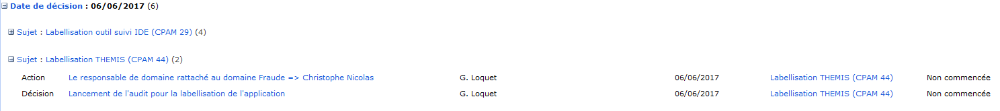 Date de décision : 06/06/2017 (6)
Sujet : Labellisation outil suivi IDE (CPAM 29) (4)
Sujet : Labellisation THEMIS (CPAM 44) (2)
Action Le responsable de domaine rattaché au domaine Fraude => Christophe Nicolas G. Loquet 06/06/2017 Labellisation THEMIS (CPAM 44) Non commencée
Décision Lancement de l'audit pour la labellisation de l'application G. Loquet 06/06/2017 Labellisation THEMIS (CPAM 44) Non commencée